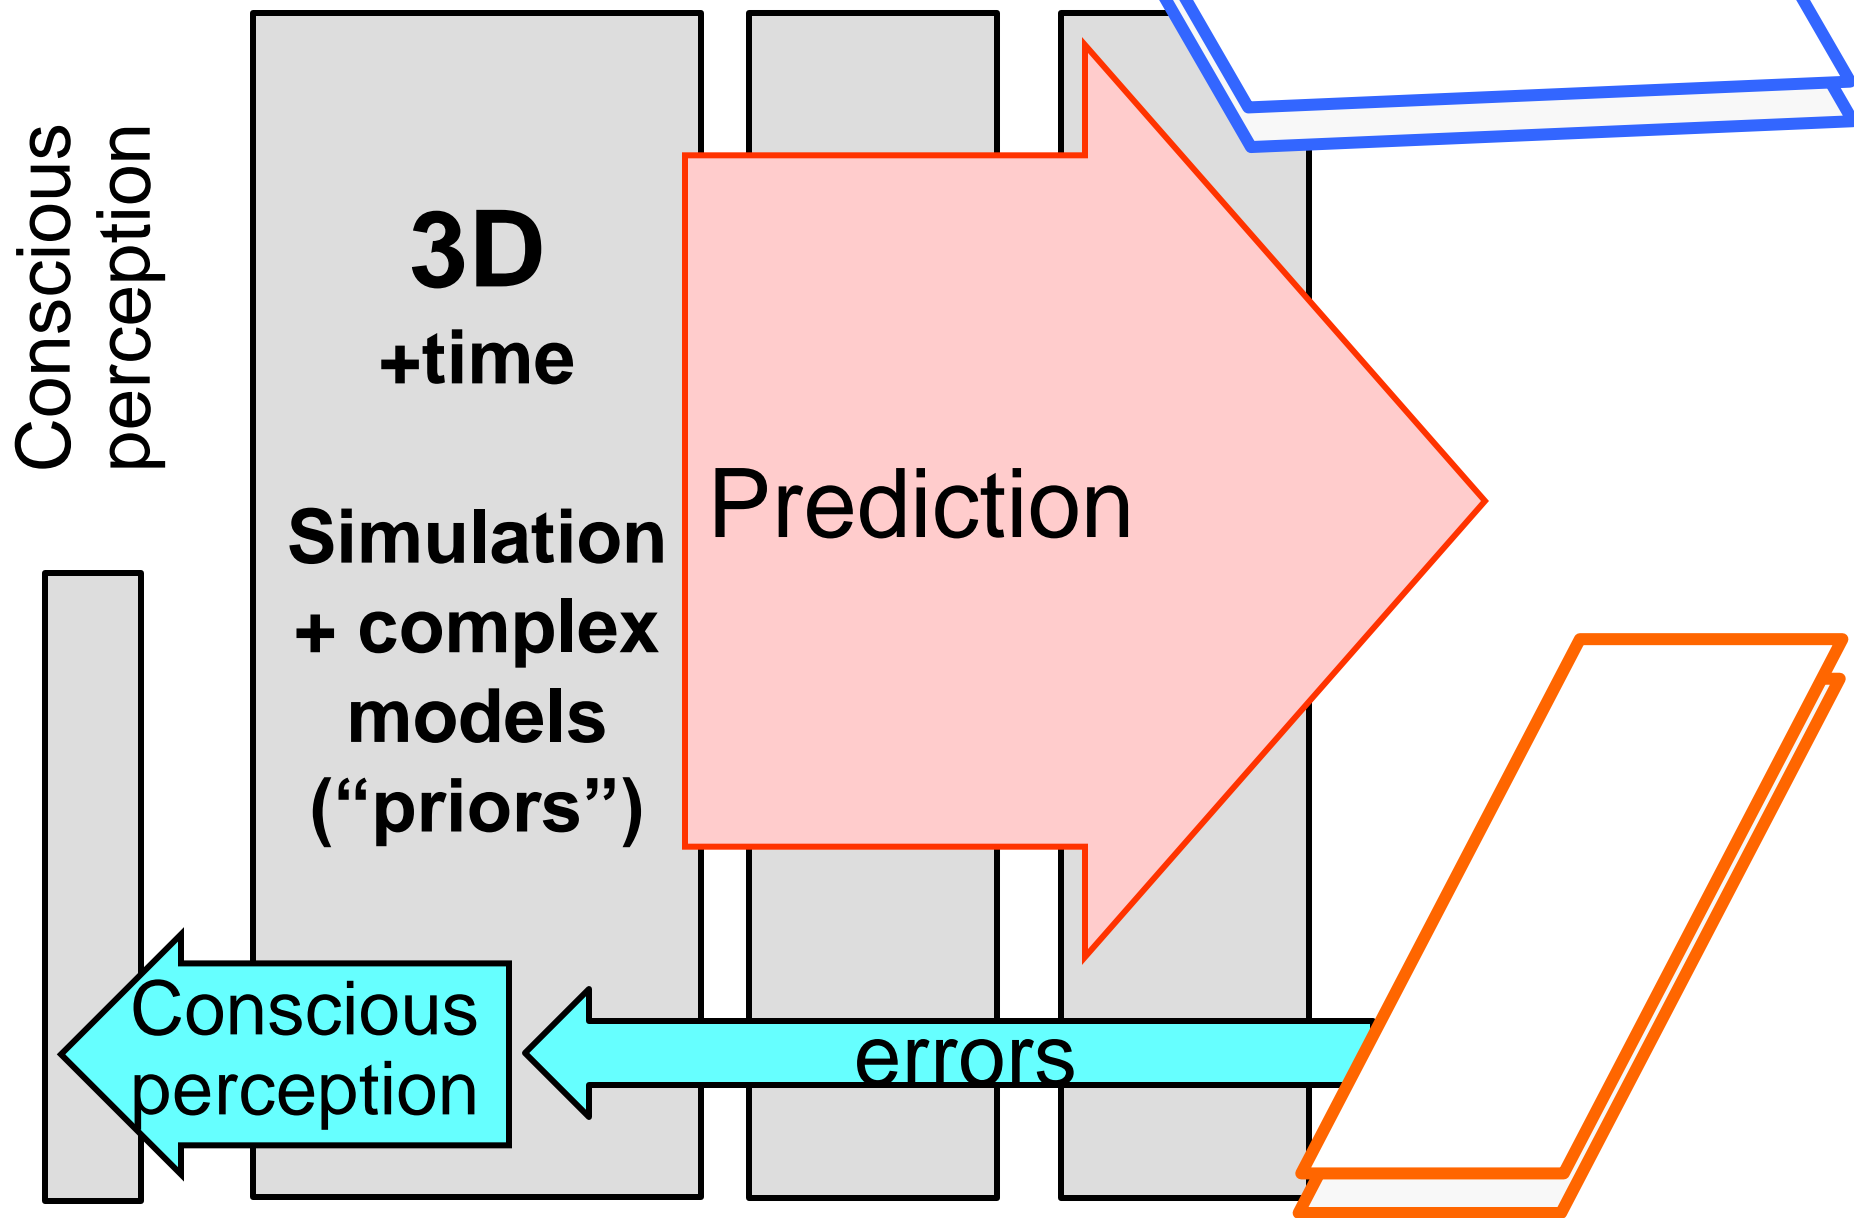 Conscious
perception
3D
+time
Simulation
+ complex
models
(“priors”)
Prediction
Conscious
perception
errors